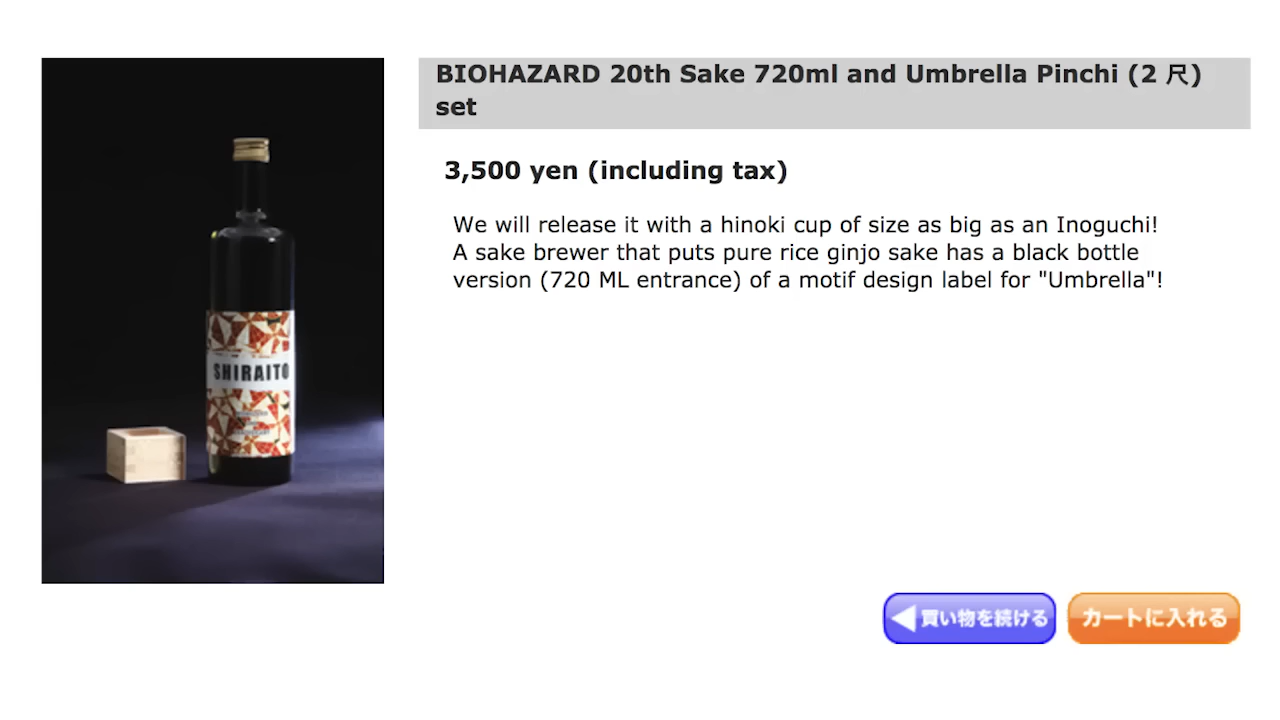 BIOHAZARD 20th Sake 720ml and Umbrella Pinchi (2 尺)
set
3,500 yen (including tax)
We will release it with a hinoki cup of size as big as an Inoguchi!
A sake brewer that puts pure rice ginjo sake has a black bottle
version (720 ML entrance) of a motif design label for "Umbrella"!
SHIRAITO
買い物を続ける
カートに入れる